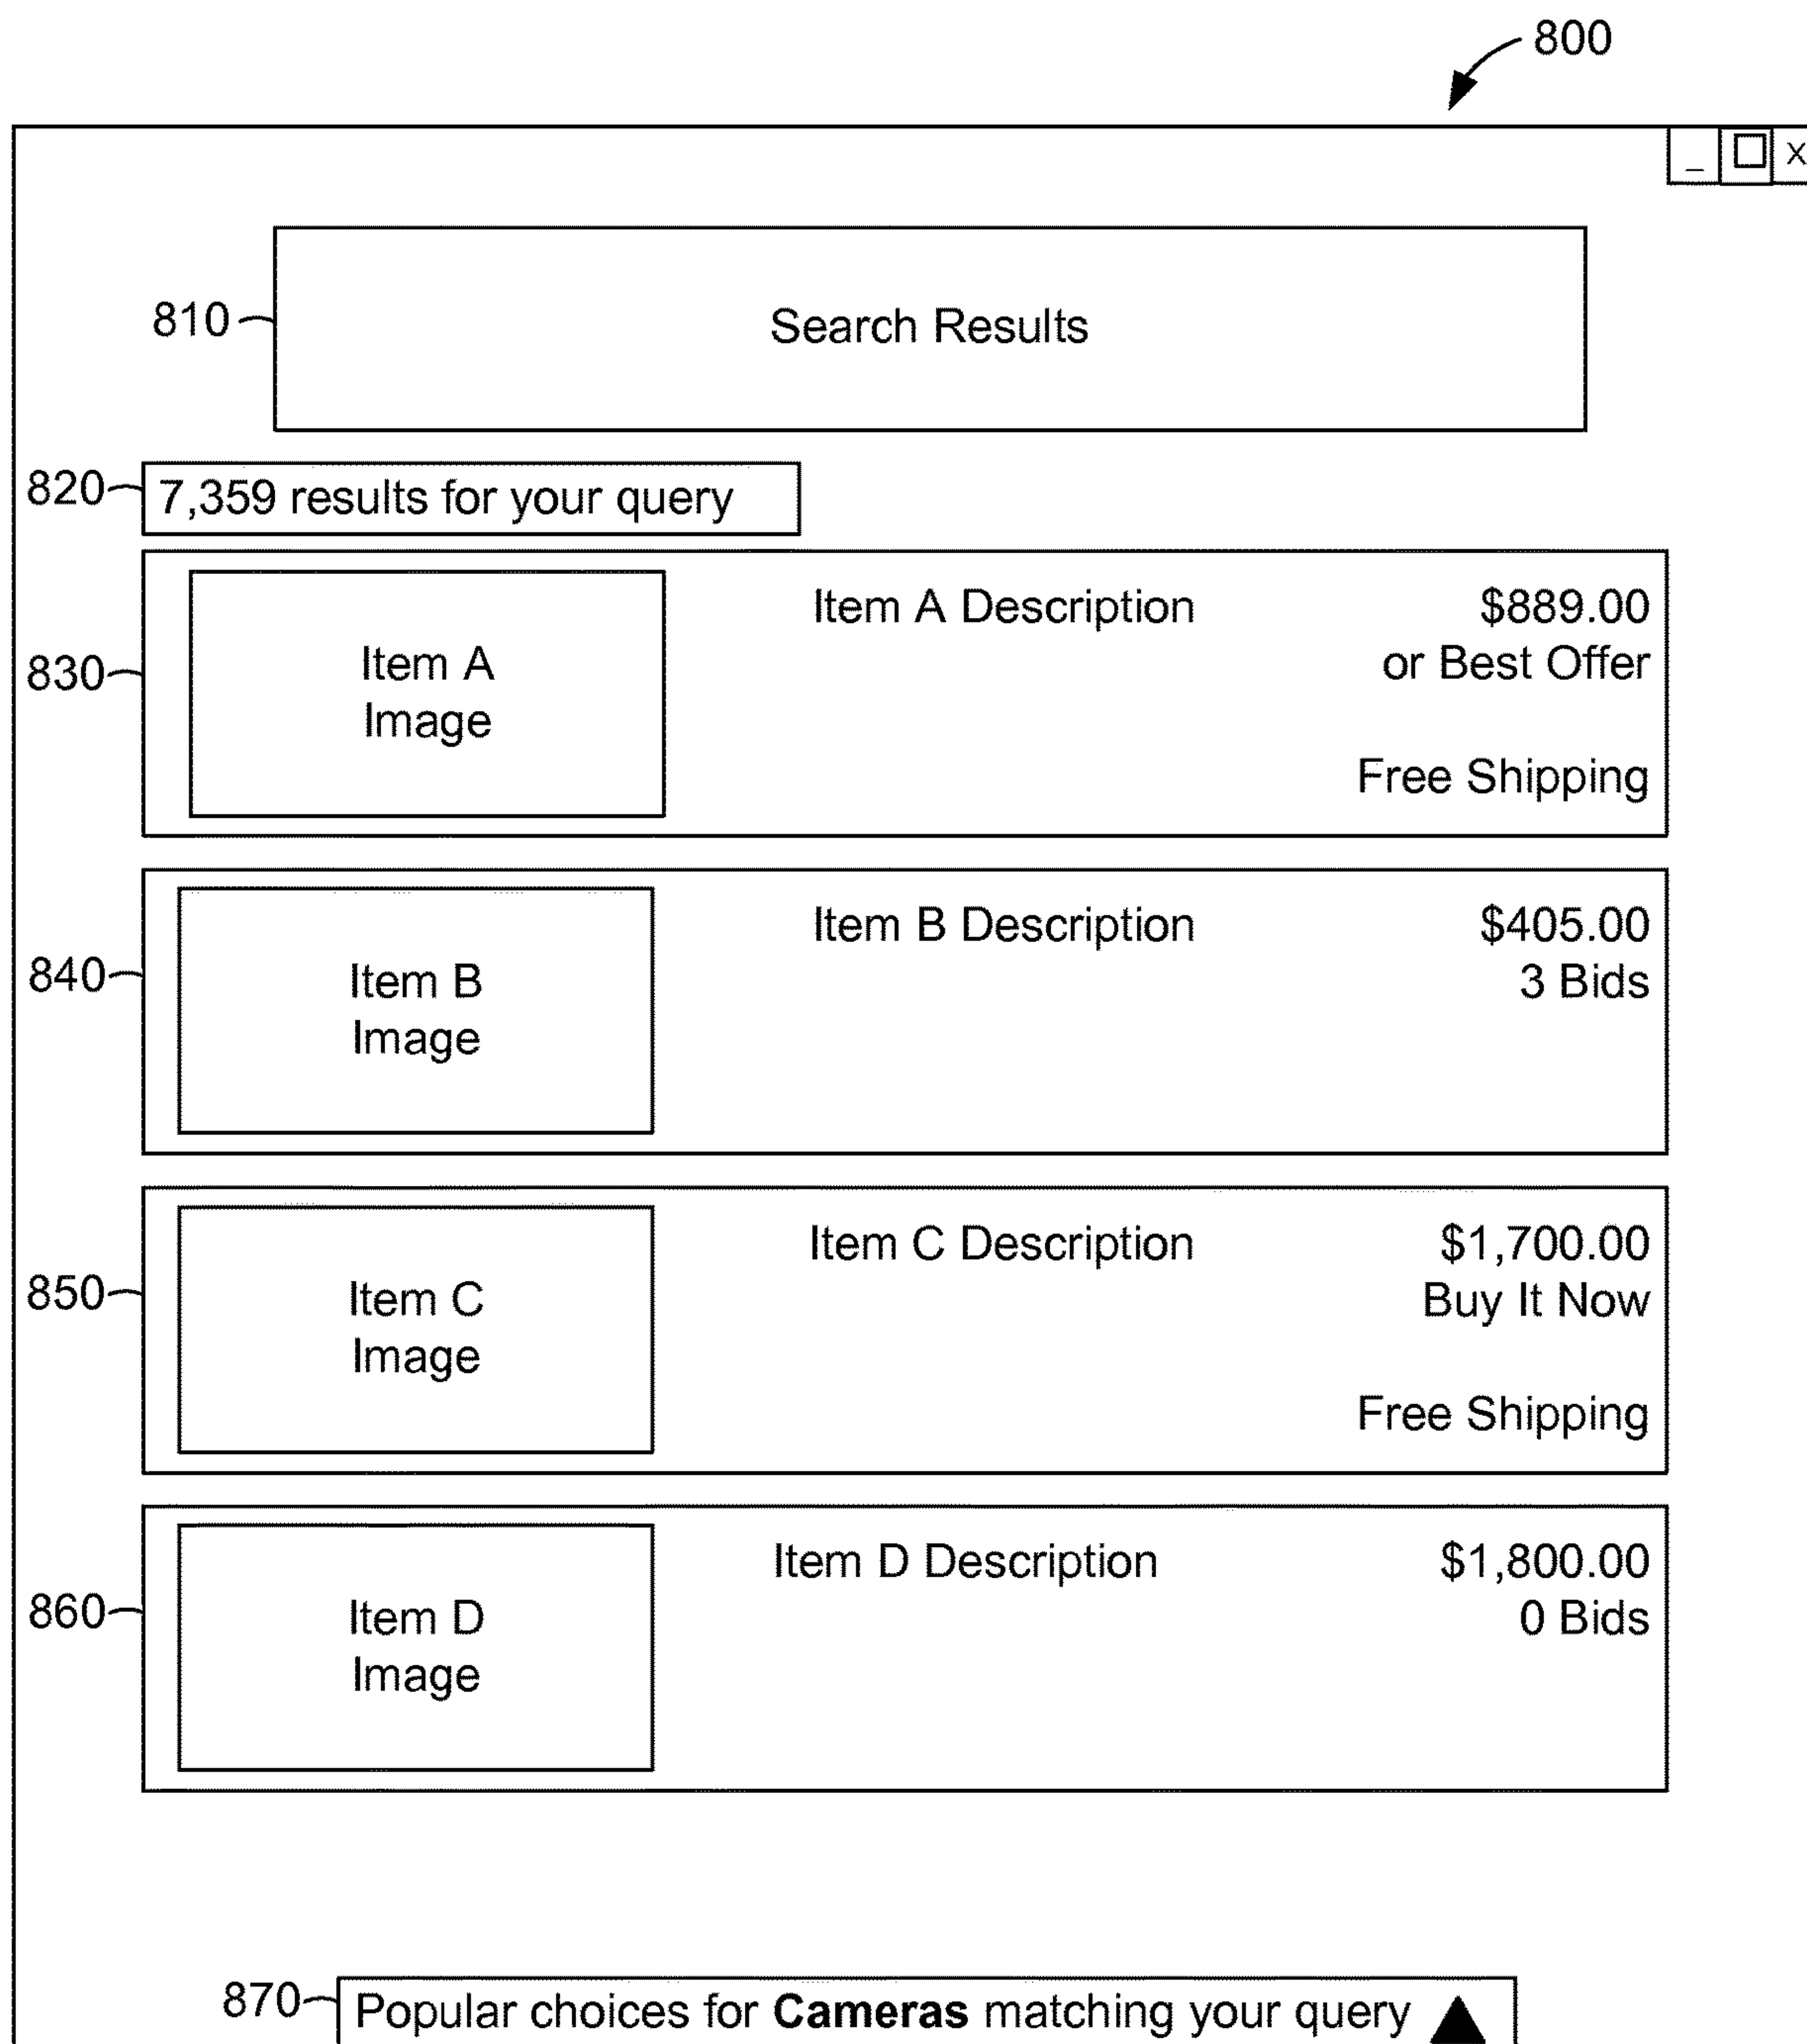 800
_ □ X
810 Search Results
820 7,359 results for your query
830
Item A
Image
Item A Description
$889.00
or Best Offer
Free Shipping
840
Item B
Image
Item B Description
$405.00
3 Bids
850
Item C
Image
Item C Description
$1,700.00
Buy It Now
Free Shipping
860
Item D
Image
Item D Description
$1,800.00
0 Bids
870 Popular choices for Cameras matching your query